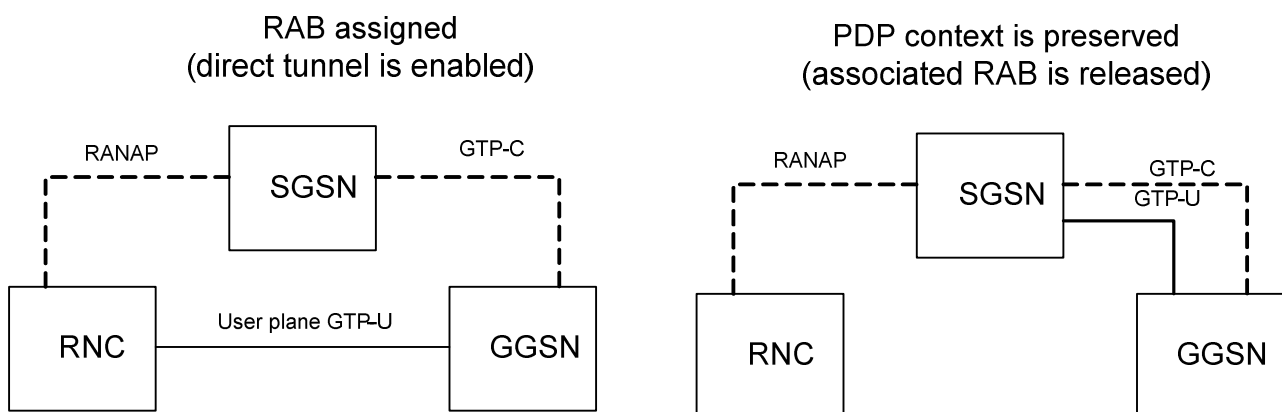 RAB assigned
(direct tunnel is enabled)
RANAP
GTP-C
SGSN
RNC
User plane GTP-U
GGSN
PDP context is preserved
(associated RAB is released)
RANAP
SGSN
GTP-C
GTP-U
RNC
GGSN